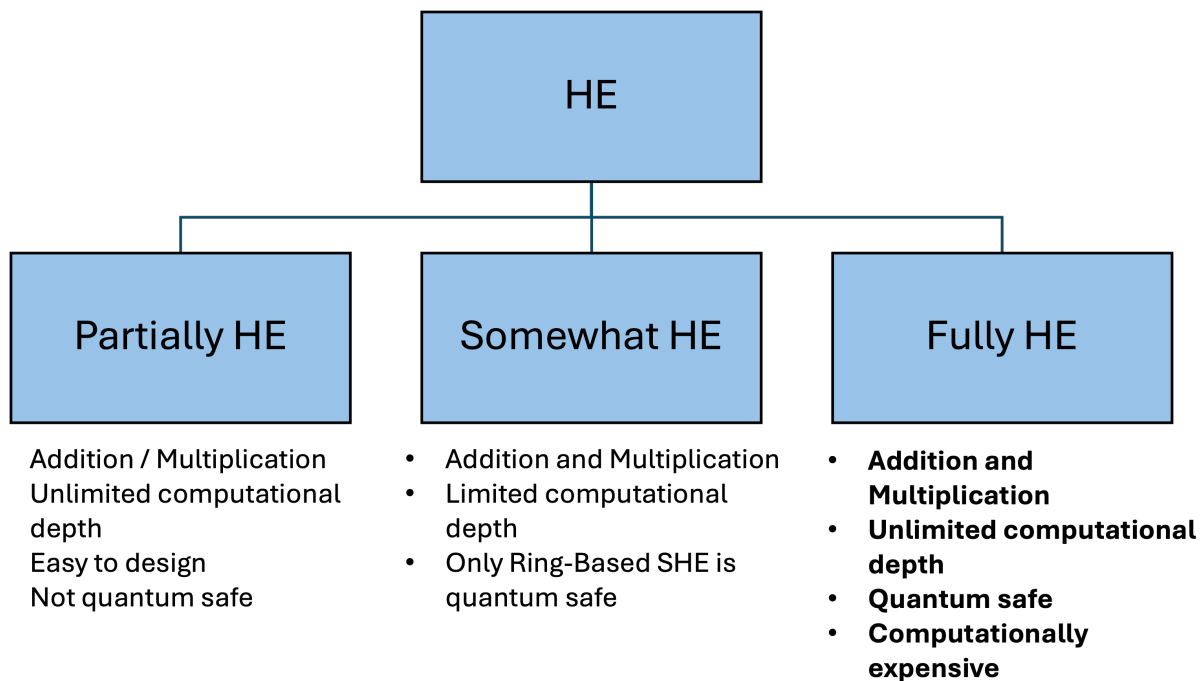 HE
Partially HE
Somewhat HE
Fully HE
Addition / Multiplication
Unlimited computational
depth
Easy to design
Not quantum safe
• Addition and Multiplication
• Limited computational
depth
• Only Ring-Based SHE is
quantum safe
• Addition and
Multiplication
• Unlimited computational
depth
• Quantum safe
• Computationally
expensive